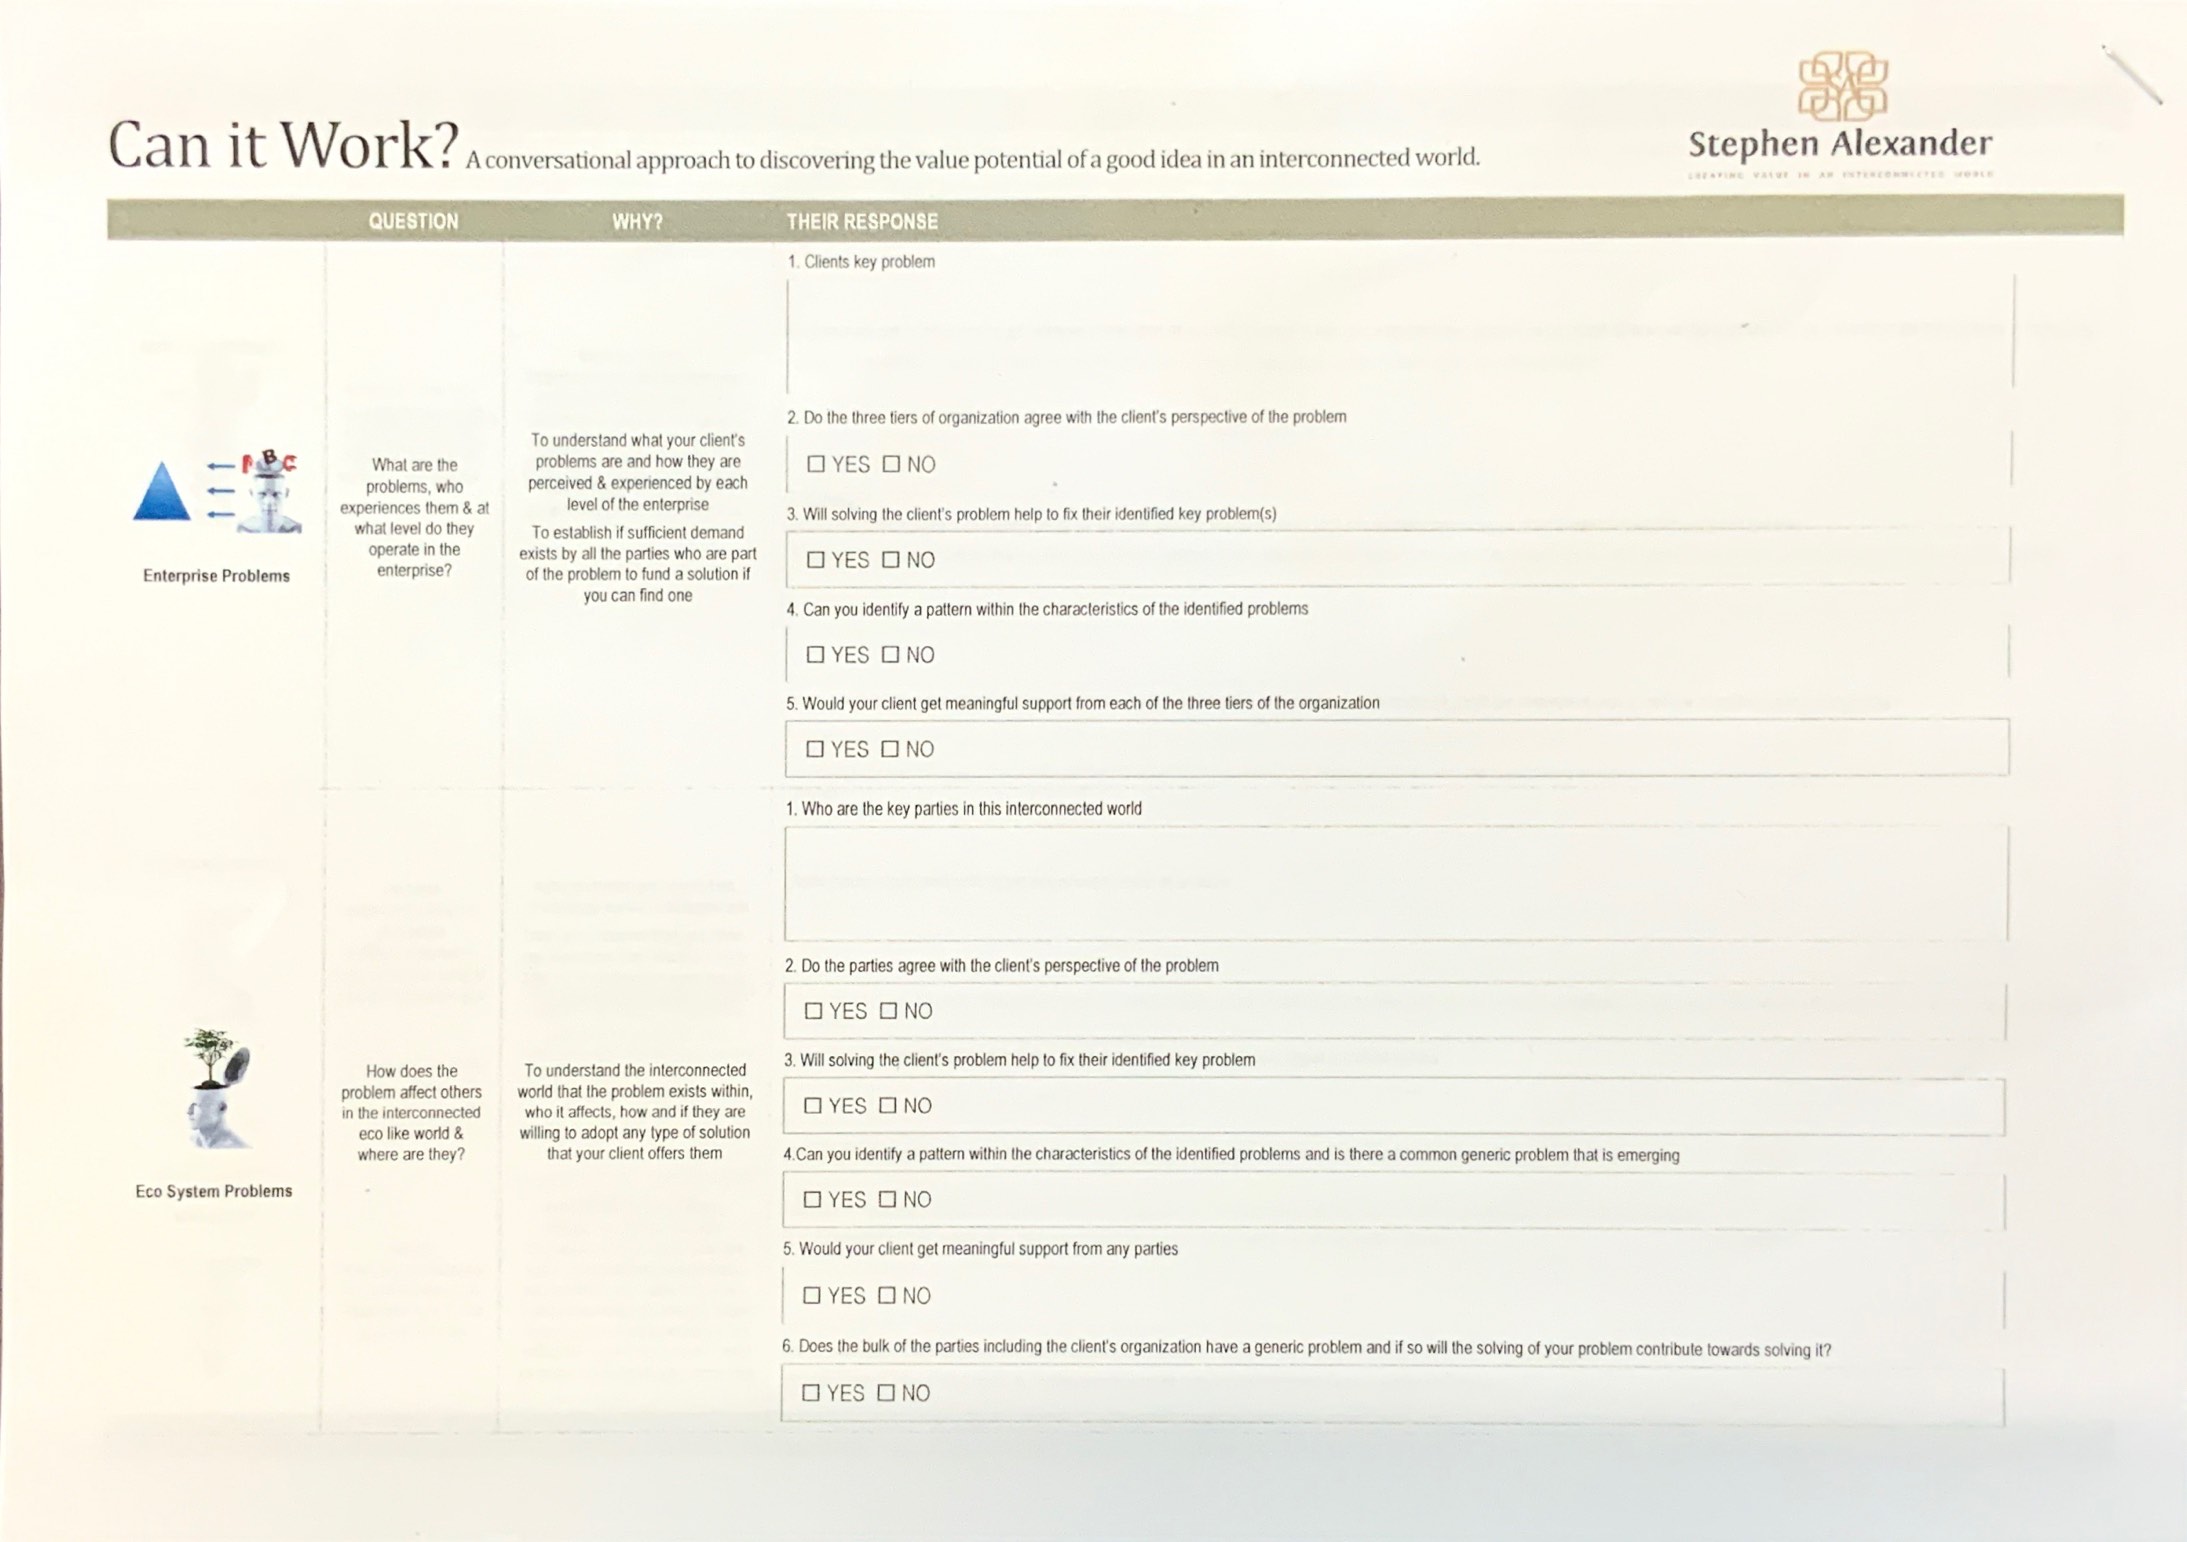 Can it Work? A conversational approach to discovering the value potential of a good idea in an interconnected world.
Stephen Alexander
CREATING VALUE IN AN INTERCONNECTED WORLD
QUESTION
WHY?
THEIR RESPONSE
A B C
Enterprise Problems
What are the
problems, who
experiences them & at
what level do they
operate in the
enterprise?
To understand what your client's
problems are and how they are
perceived & experienced by each
level of the enterprise
To establish if sufficient demand
exists by all the parties who are part
of the problem to fund a solution if
you can find one
1. Clients key problem
2. Do the three tiers of organization agree with the client's perspective of the problem
YES NO
3. Will solving the client's problem help to fix their identified key problem(s)
YES NO
4. Can you identify a pattern within the characteristics of the identified problems
YES NO
5. Would your client get meaningful support from each of the three tiers of the organization
YES NO
Eco System Problems
How does the
problem affect others
in the interconnected
eco like world &
where are they?
To understand the interconnected
world that the problem exists within,
who it affects, how and if they are
willing to adopt any type of solution
that your client offers them
1. Who are the key parties in this interconnected world
2. Do the parties agree with the client's perspective of the problem
YES NO
3. Will solving the client's problem help to fix their identified key problem
YES NO
4.Can you identify a pattern within the characteristics of the identified problems and is there a common generic problem that is emerging
YES NO
5. Would your client get meaningful support from any parties
YES NO
6. Does the bulk of the parties including the client's organization have a generic problem and if so will the solving of your problem contribute towards solving it?
YES NO